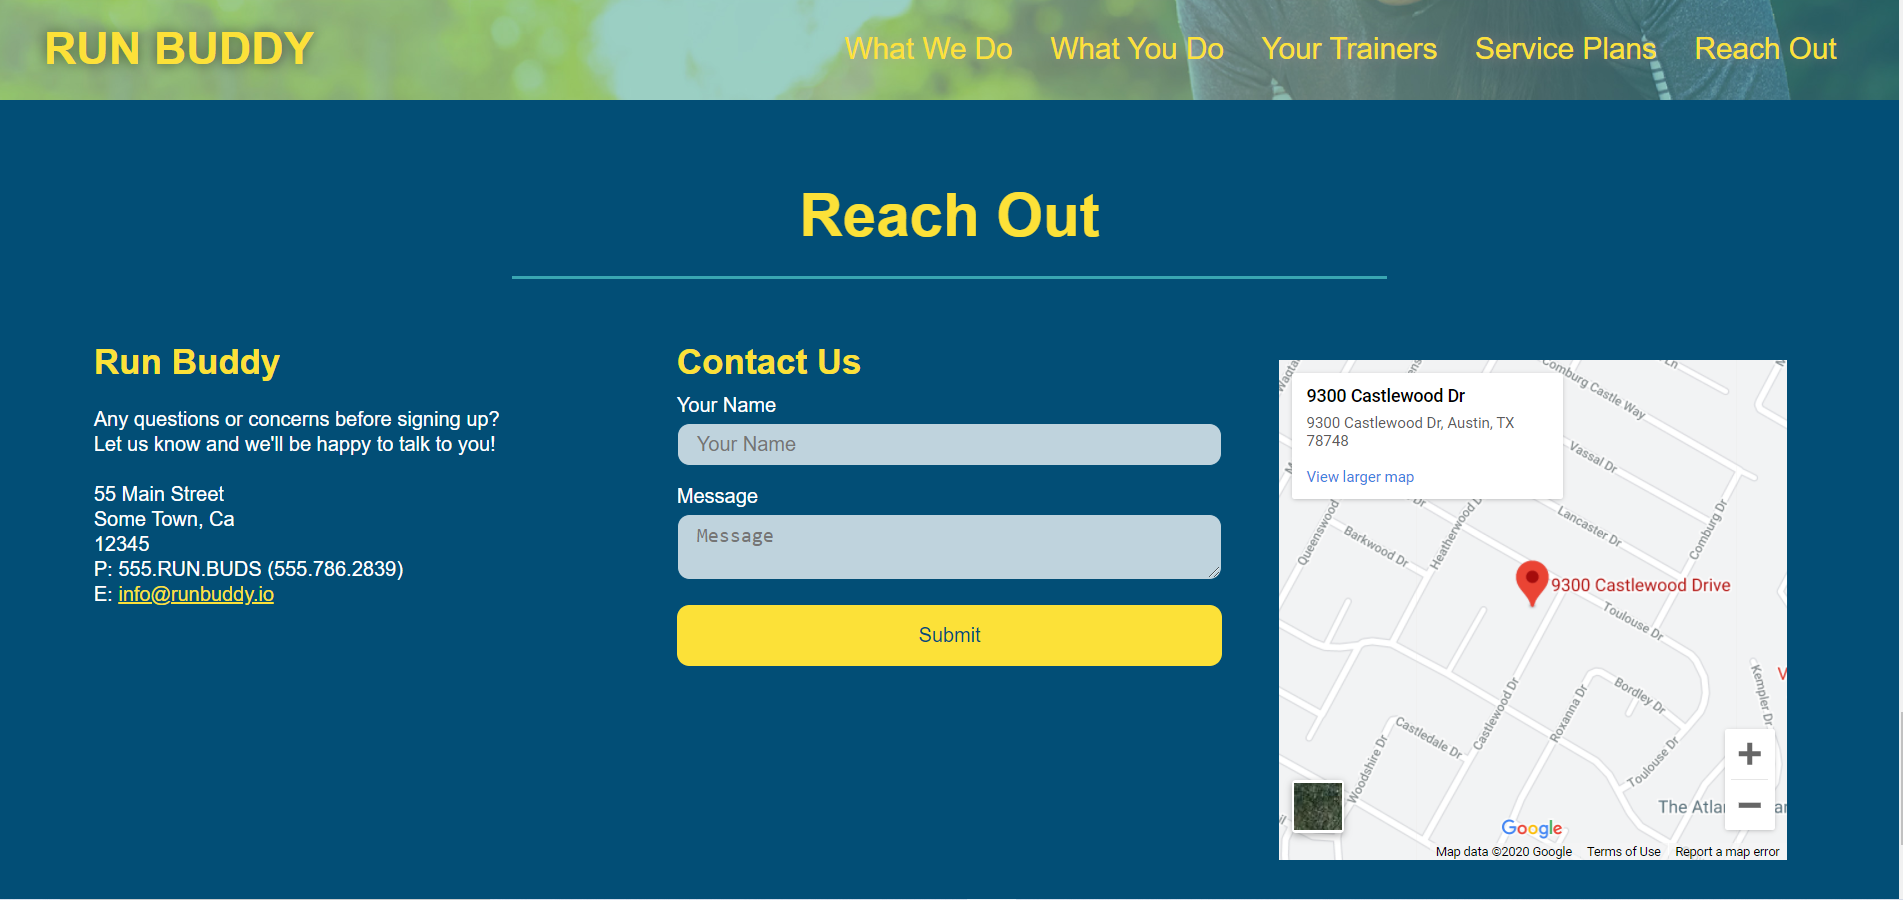 RUN BUDDY
What We Do
What You Do
Your Trainers
Service Plans
Reach Out
Reach Out
Run Buddy
Any questions or concerns before signing up?
Let us know and we'll be happy to talk to you!
55 Main Street
Some Town, Ca
12345
P: 555.RUN.BUDS (555.786.2839)
E: info@runbuddy.io
Contact Us
Your Name
Your Name
Message
Message
Submit
9300 Castlewood Dr
9300 Castlewood Dr, Austin, TX
78748
View larger map
Comburg Castle Way
Ln
Vassal Dr
Lancaster Dr
Comburg Dr
Queenswood
Barkwood Dr
Heatherwood D
Dr
9300 Castlewood Drive
Toulouse Dr
Kempler Dr
Bordley Dr
Roxanna Dr
Castlewood Dr
Castledale Dr
Woodshire Dr
Toulouse Dr
The Atla
Google
Map data ©2020 Google
Terms of Use
Report a map error